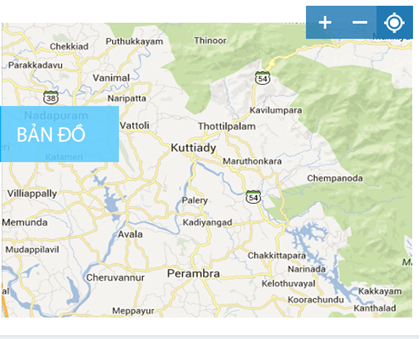 Puthukkayam
Thinoor
Chekkiad
Parakkadavu
Vanimal
54
38
Naripatta
Kavilumpara
Nadapuram
Vattoli
Thottilpalam
BẢN ĐỒ
Kuttiady
Katameri
Maruthonkara
Chempanoda
Villiappally
Palery
54
Memunda
Kadiyangad
Avala
Mudappilavil
Chakkittapara
Perambra
Narinada
Cheruvannur
Kelothuvayal
Kakkayam
Koorachundu
Meppayur
Kanthalad